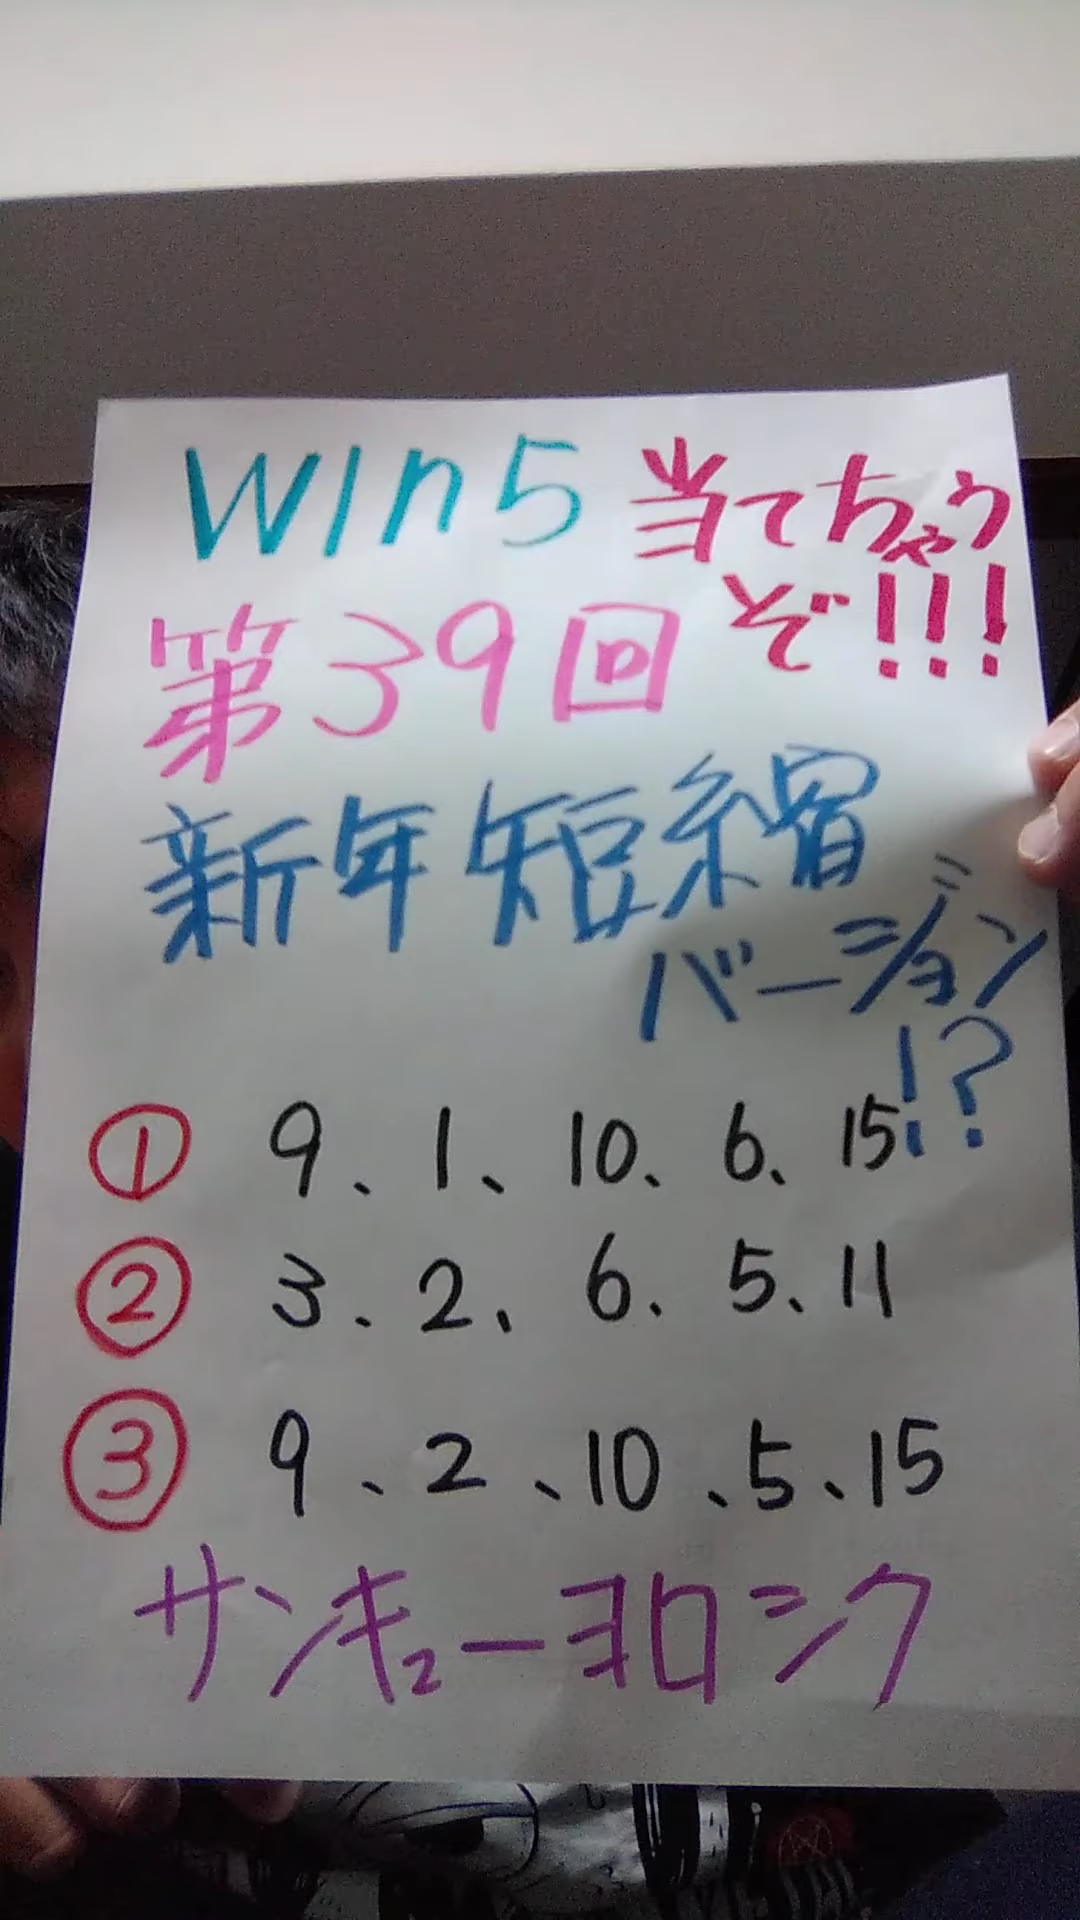 WIn5 当てちゃう
ぞ!!!
第39回
新年短縮
バージョン
!?
① 9、1、10、6、15
② 3、2、6、5、11
③ 9、2、10、5、15
サンキューヨロシク